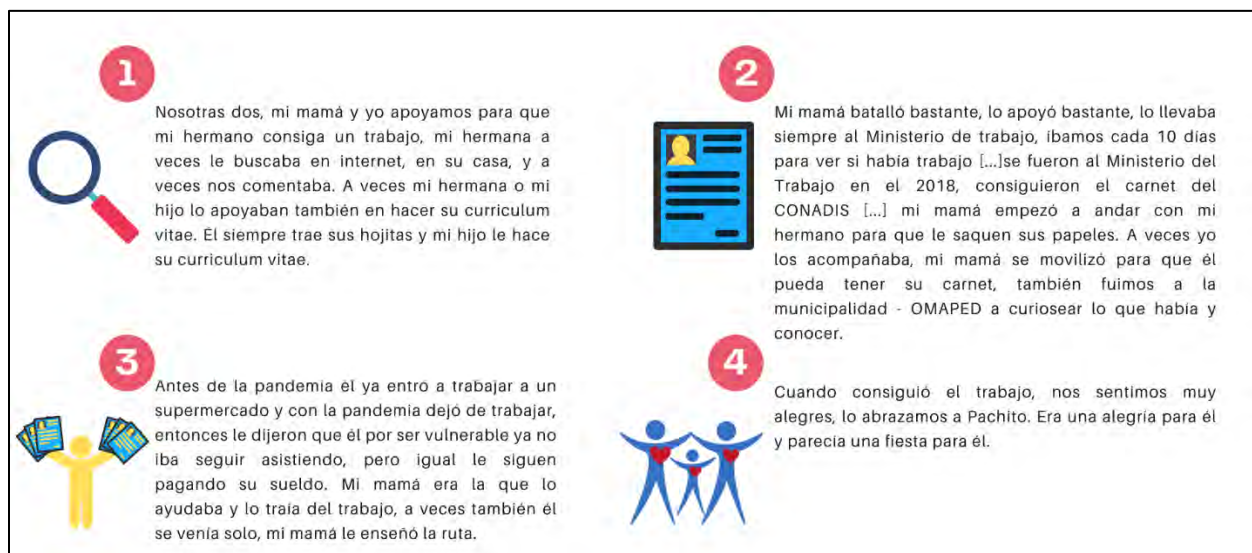 1
Nosotras dos, mi mamá y yo apoyamos para que
mi hermano consiga un trabajo, mi hermana a
veces le buscaba en internet, en su casa, y a
veces nos comentaba. A veces mi hermana o mi
hijo lo apoyaban también en hacer su curriculum
vitae. Él siempre trae sus hojitas y mi hijo le hace
su curriculum vitae.
2
Mi mamá batalló bastante, lo apoyó bastante, lo llevaba
siempre al Ministerio de trabajo, íbamos cada 10 días
para ver si había trabajo [...]se fueron al Ministerio del
Trabajo en el 2018, consiguieron el carnet del
CONADIS [...] mi mamá empezó a andar con mi
hermano para que le saquen sus papeles. A veces yo
los acompañaba, mi mamá se movilizó para que él
pueda tener su carnet, también fuimos a la
municipalidad - OMAPED a curiosear lo que había y
conocer.
3
Antes de la pandemia él ya entró a trabajar a un
supermercado y con la pandemia dejó de trabajar,
entonces le dijeron que él por ser vulnerable ya no
iba seguir asistiendo, pero igual le siguen
pagando su sueldo. Mi mamá era la que lo
ayudaba y lo traía del trabajo, a veces también él
se venía solo, mi mamá le enseñó la ruta.
4
Cuando consiguió el trabajo, nos sentimos muy
alegres, lo abrazamos a Pachito. Era una alegría para él
y parecía una fiesta para él.